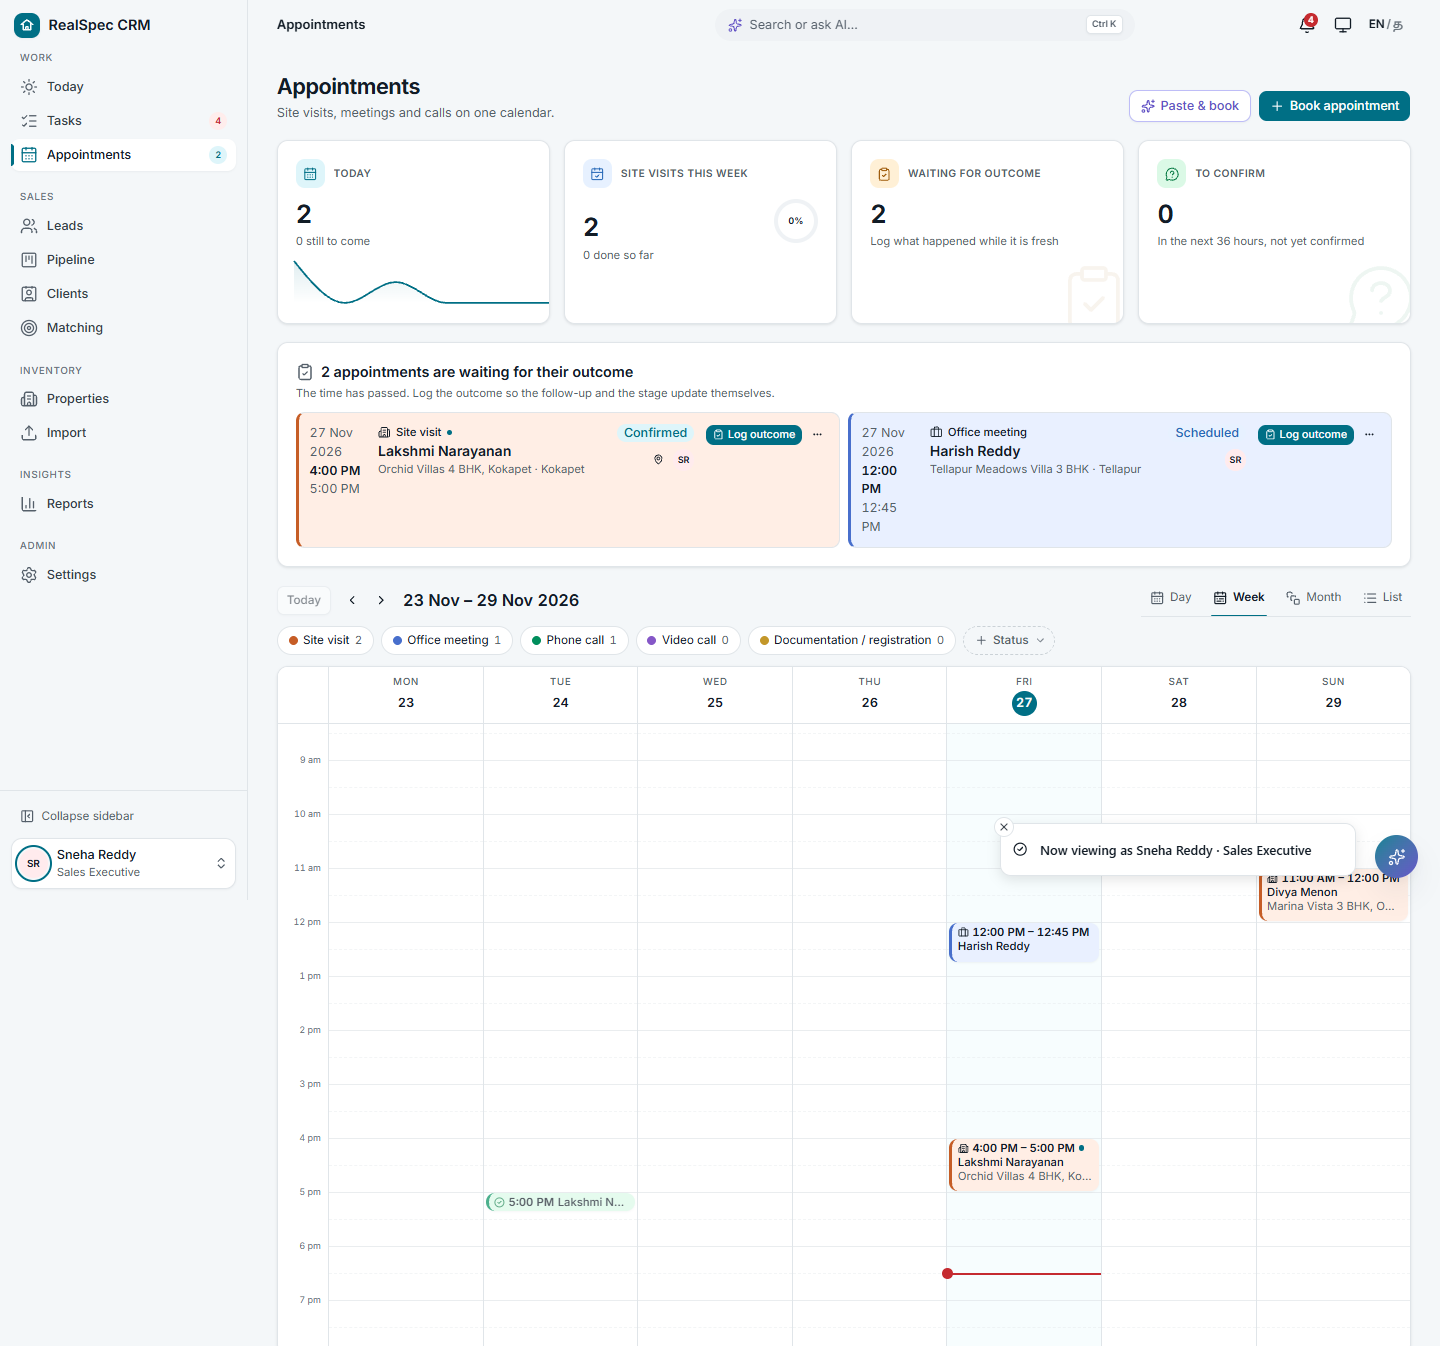 RealSpec CRM
WORK
Today
Tasks 4
Appointments 2
SALES
Leads
Pipeline
Clients
Matching
INVENTORY
Properties
Import
INSIGHTS
Reports
ADMIN
Settings
Collapse sidebar
SR
Sneha Reddy
Sales Executive
Appointments
Search or ask AI...
Ctrl K
4
EN / த
Appointments
Site visits, meetings and calls on one calendar.
Paste & book
Book appointment
TODAY
2
0 still to come
SITE VISITS THIS WEEK
2
0 done so far
0%
WAITING FOR OUTCOME
2
Log what happened while it is fresh
TO CONFIRM
0
In the next 36 hours, not yet confirmed
2 appointments are waiting for their outcome
The time has passed. Log the outcome so the follow-up and the stage update themselves.
27 Nov
2026
4:00 PM
5:00 PM
Site visit
Lakshmi Narayanan
Orchid Villas 4 BHK, Kokapet · Kokapet
Confirmed
SR
Log outcome
27 Nov
2026
12:00
PM
12:45
PM
Office meeting
Harish Reddy
Tellapur Meadows Villa 3 BHK · Tellapur
Scheduled
SR
Log outcome
Today
23 Nov – 29 Nov 2026
Day
Week
Month
List
Site visit 2
Office meeting 1
Phone call 1
Video call 0
Documentation / registration 0
Status
MON
23
TUE
24
WED
25
THU
26
FRI
27
SAT
28
SUN
29
9 am
10 am
Now viewing as Sneha Reddy · Sales Executive
11 am
11:00 AM – 12:00 PM
Divya Menon
Marina Vista 3 BHK, O...
12 pm
12:00 PM – 12:45 PM
Harish Reddy
1 pm
2 pm
3 pm
4 pm
4:00 PM – 5:00 PM
Lakshmi Narayanan
Orchid Villas 4 BHK, Ko...
5 pm
5:00 PM Lakshmi N...
6 pm
7 pm